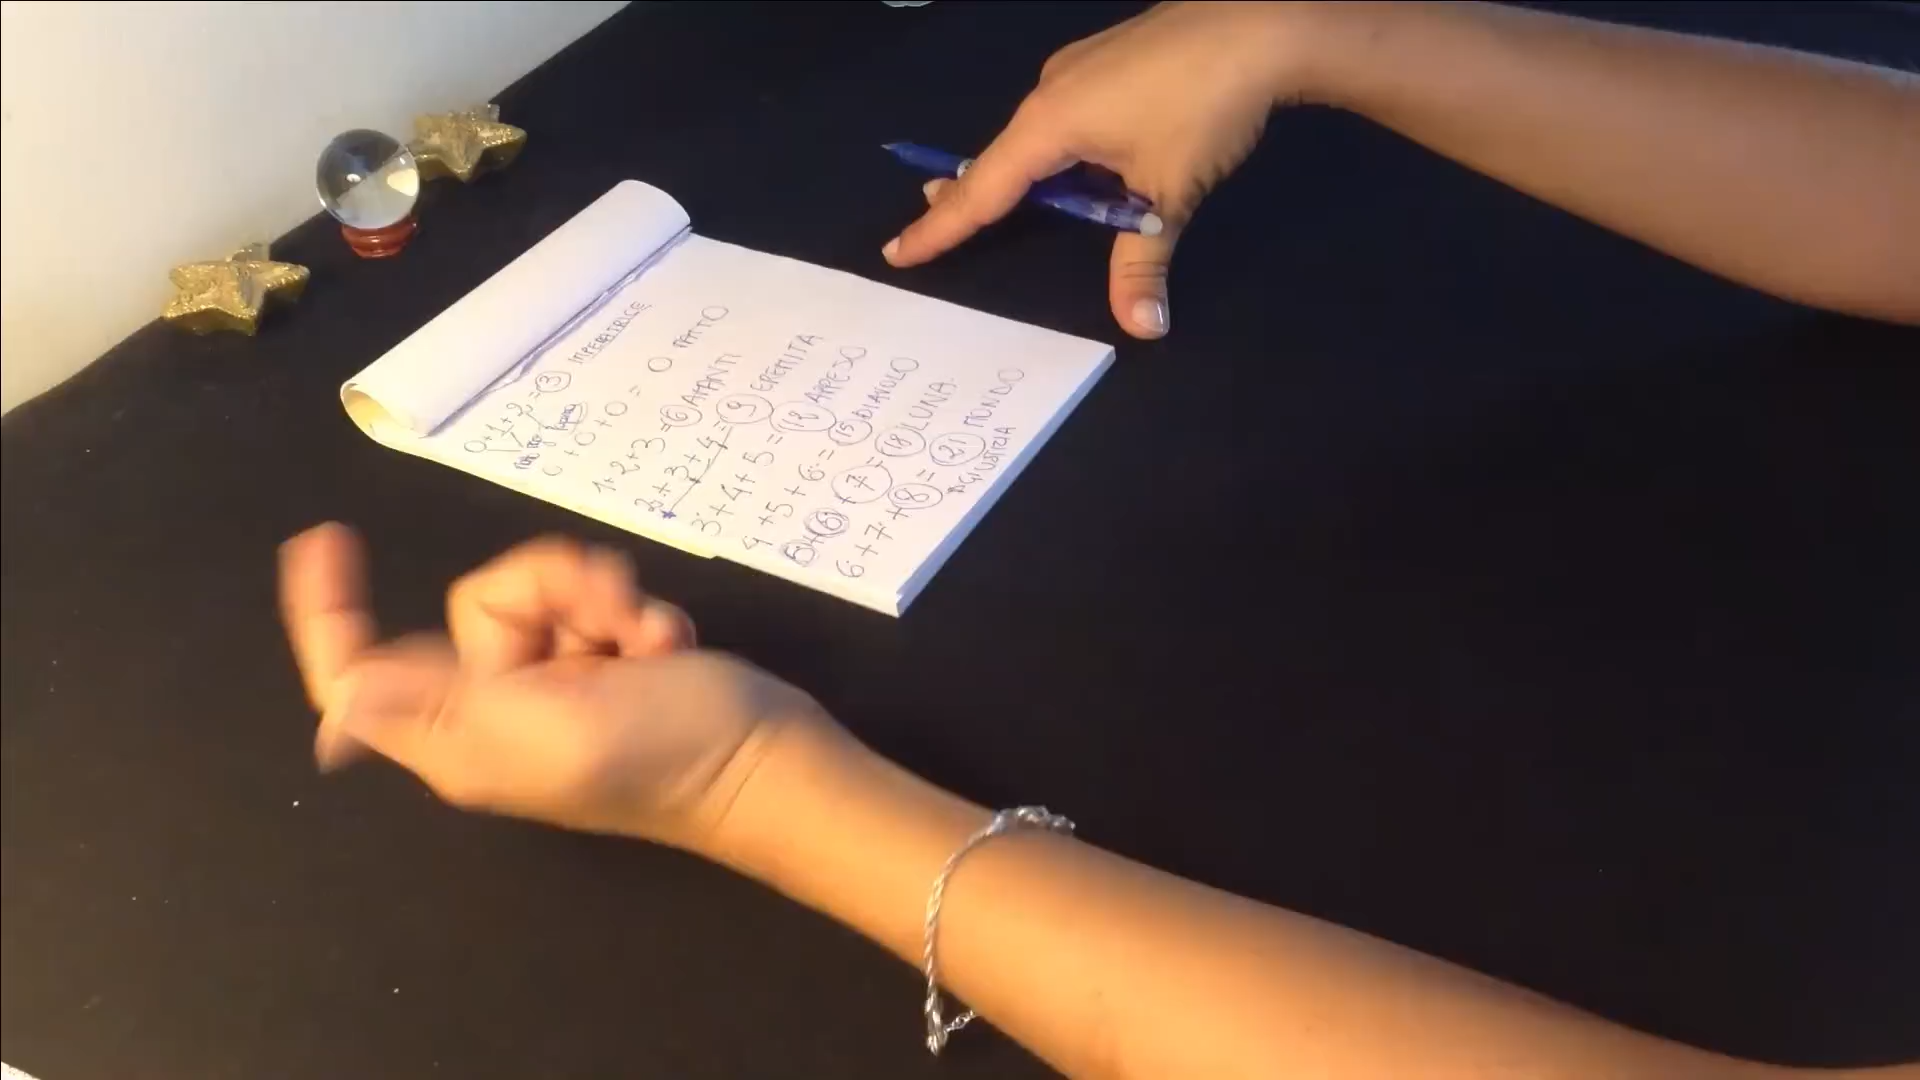 0+1+2 = 3 IMPERATRICE
0+0+0 = 0 MATTO
1+2+3 = 6 AMANTI
2+3+4 = 9 EREMITA
3+4+5 = 12 APPESO
4+5+6 = 15 DIAVOLO
5+6+7 = 18 LUNA
6+7+8 = 21 MONDO
GIUSTIZIA